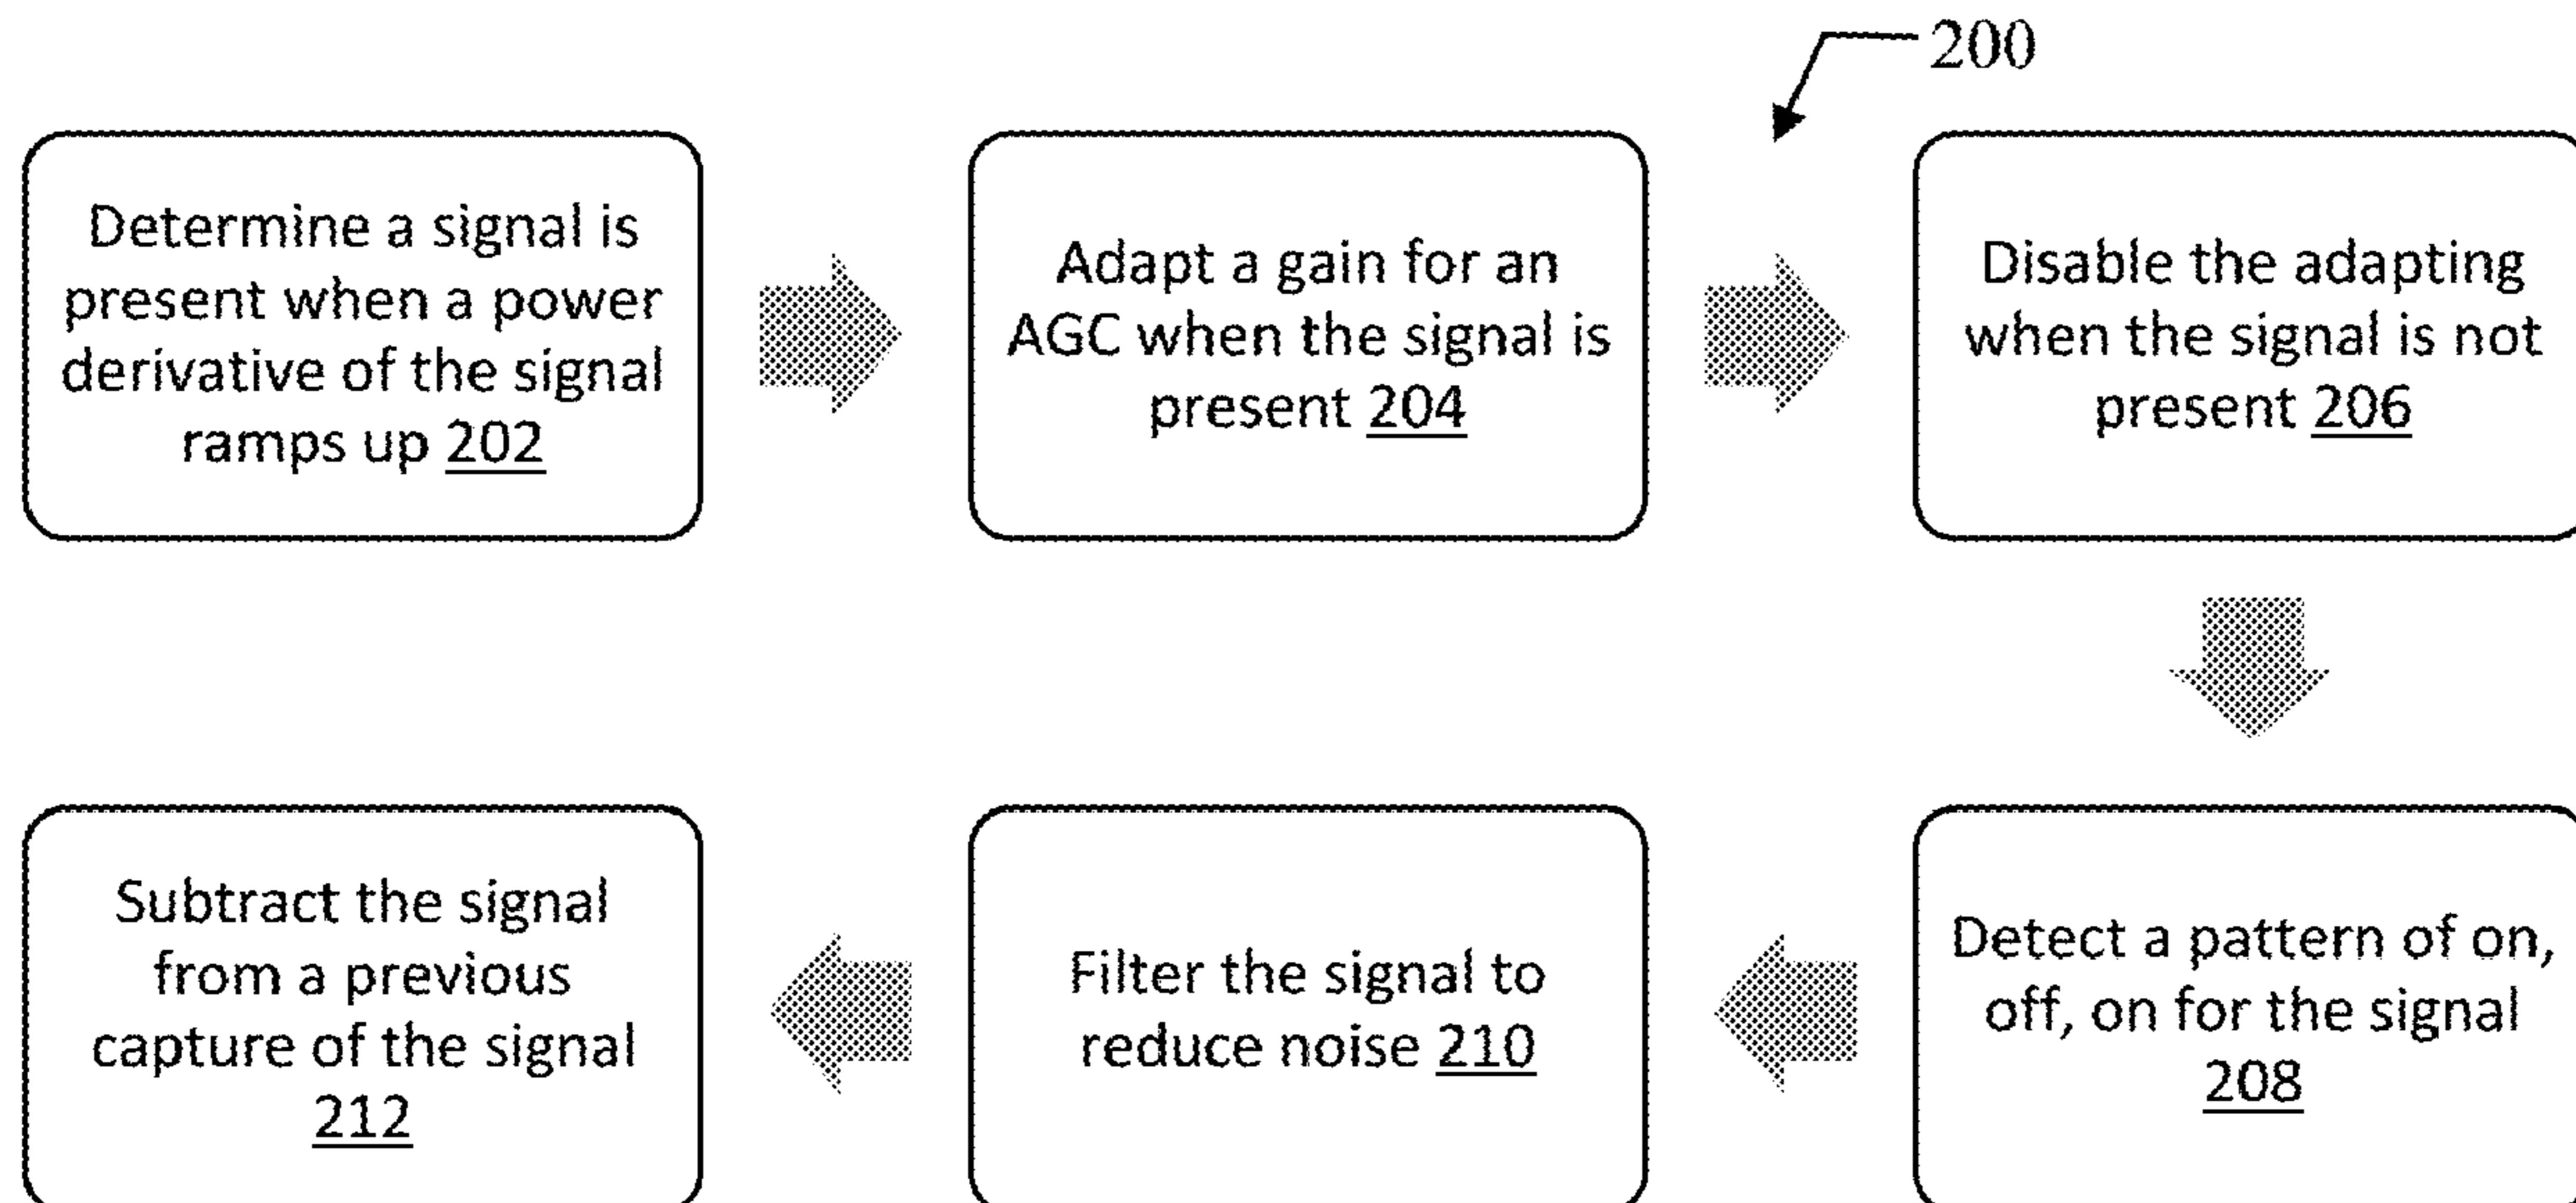 200
Determine a signal is
present when a power
derivative of the signal
ramps up 202
Adapt a gain for an
AGC when the signal is
present 204
Disable the adapting
when the signal is not
present 206
Detect a pattern of on,
off, on for the signal
208
Filter the signal to
reduce noise 210
Subtract the signal
from a previous
capture of the signal
212